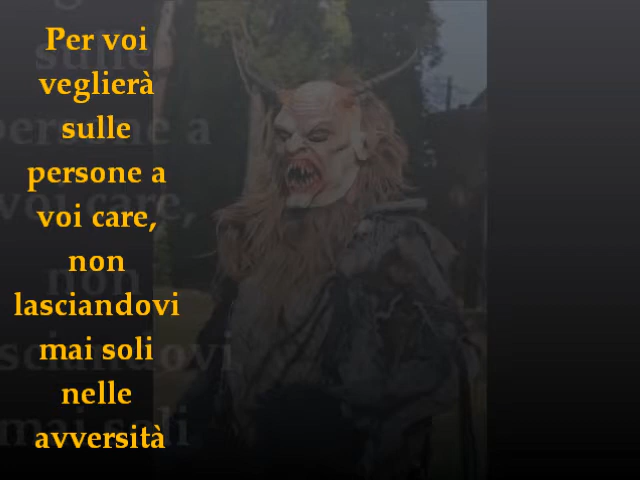 Per voi
veglierà
sulle
persone a
voi care,
non
lasciandovi
mai soli
nelle
avversità